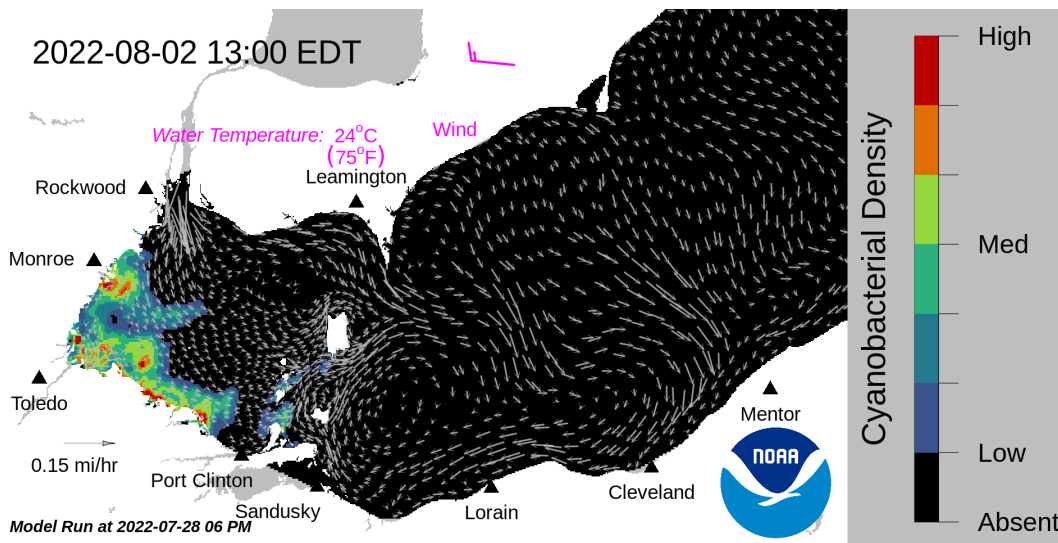 2022-08-02 13:00 EDT
Water Temperature: 24°C
(75°F)
Wind
Leamington
Rockwood
Monroe
Toledo
0.15 mi/hr
Port Clinton
Sandusky
Lorain
Cleveland
Mentor
NOAA
Model Run at 2022-07-28 06 PM
Cyanobacterial Density
High
Med
Low
Absent